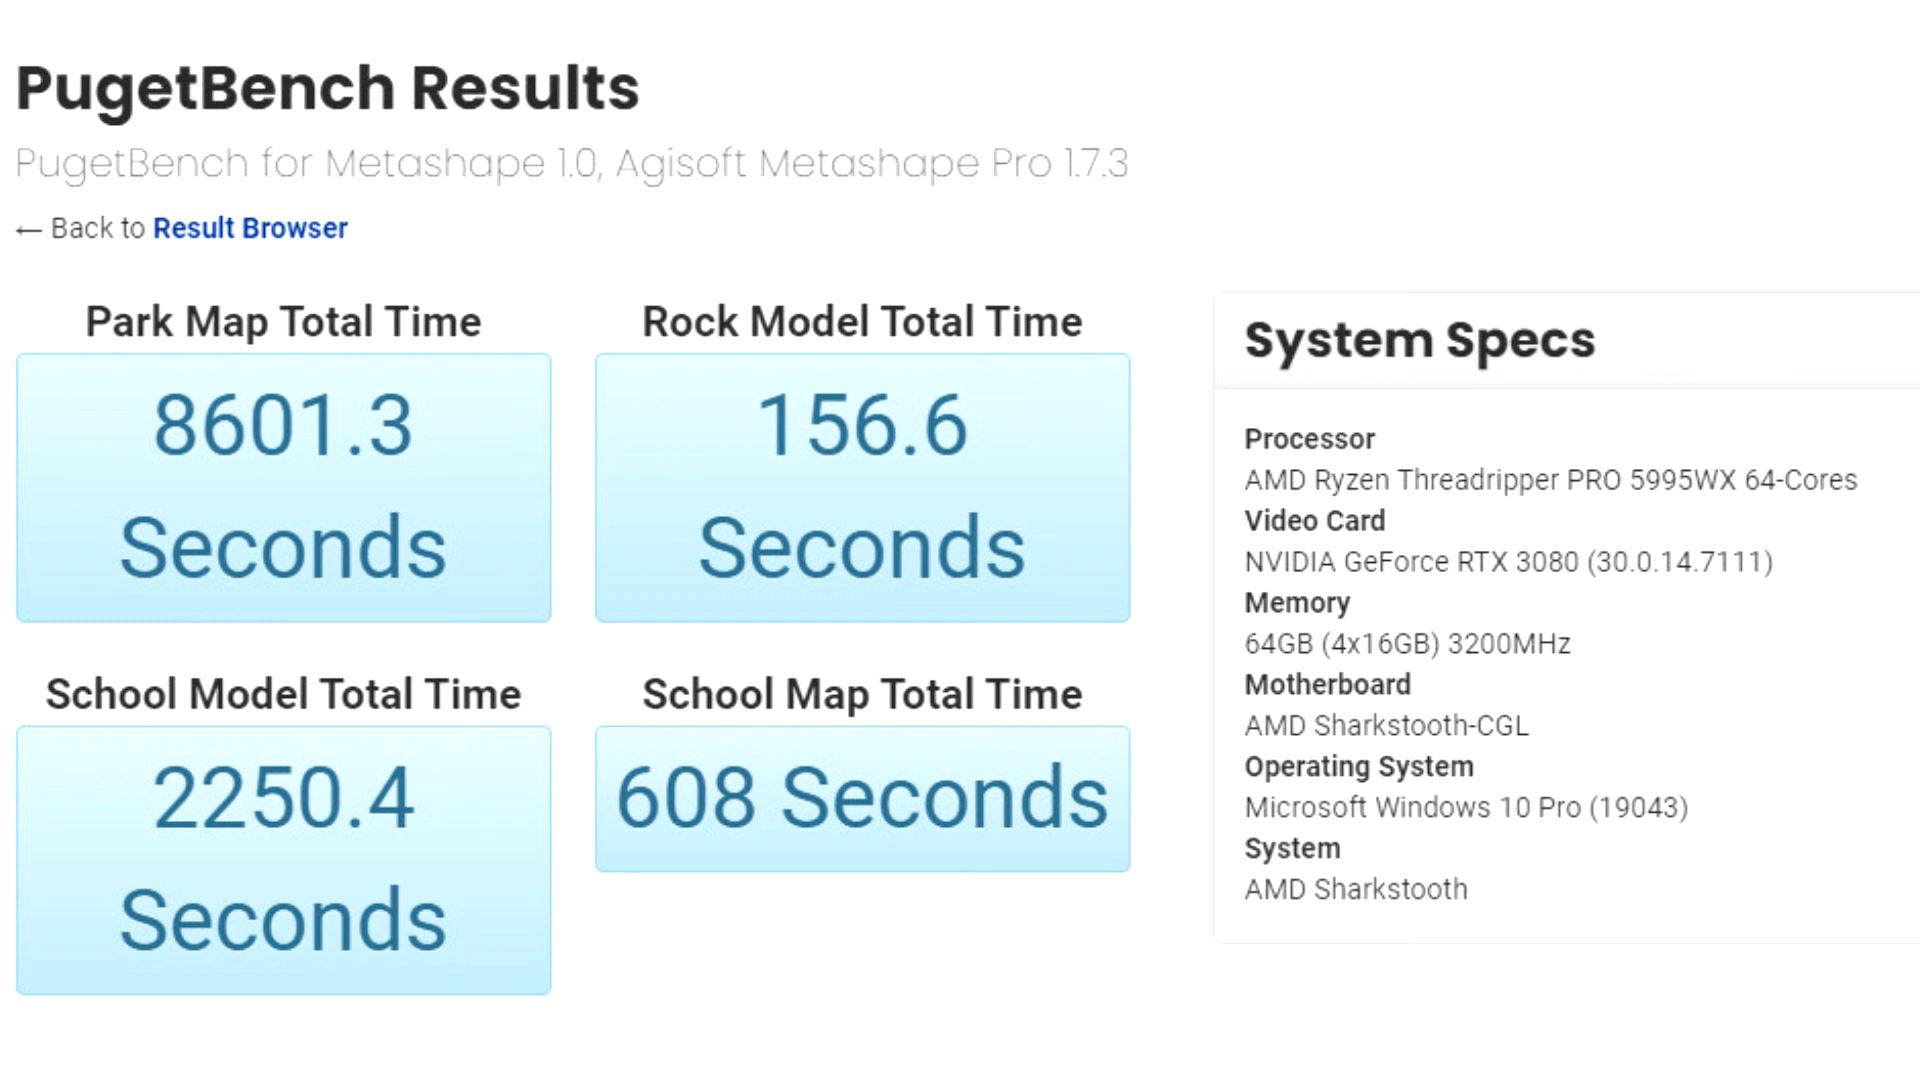 PugetBench Results
PugetBench for Metashape 1.0, Agisoft Metashape Pro 1.7.3
← Back to Result Browser
Park Map Total Time
8601.3
Seconds
Rock Model Total Time
156.6
Seconds
School Model Total Time
2250.4
Seconds
School Map Total Time
608 Seconds
System Specs
Processor
AMD Ryzen Threadripper PRO 5995WX 64-Cores
Video Card
NVIDIA GeForce RTX 3080 (30.0.14.7111)
Memory
64GB (4x16GB) 3200MHz
Motherboard
AMD Sharkstooth-CGL
Operating System
Microsoft Windows 10 Pro (19043)
System
AMD Sharkstooth